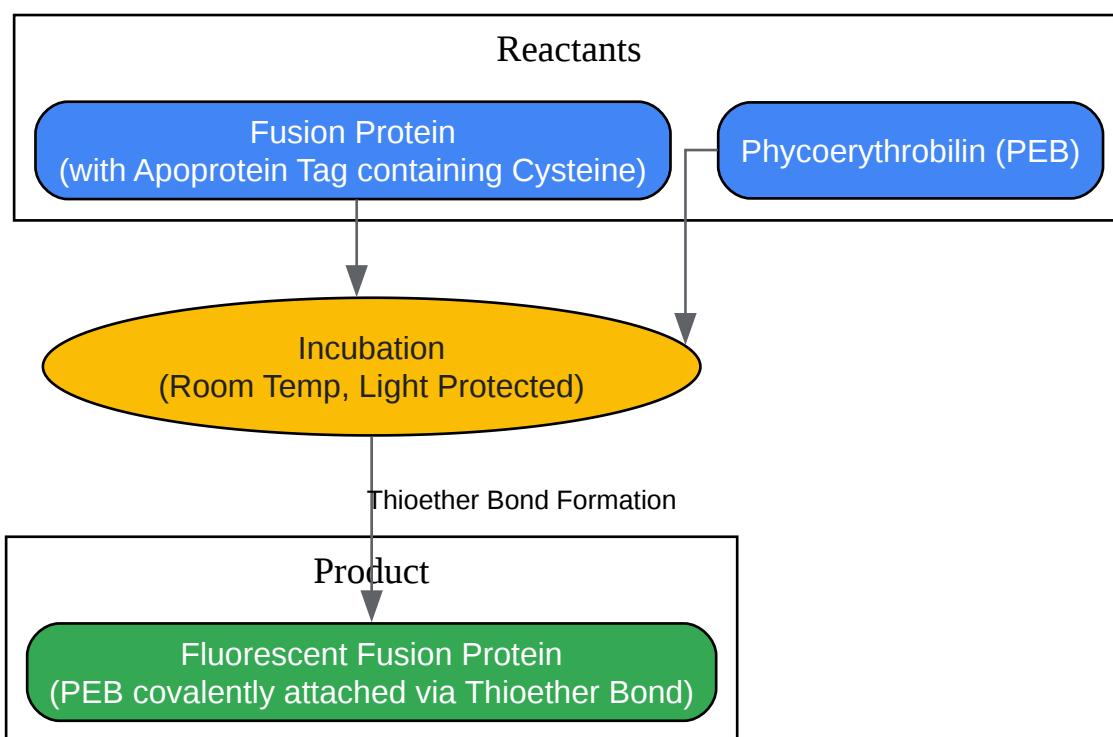 Reactants
Fusion Protein
(with Apoprotein Tag containing Cysteine)
Phycoerythrobilin (PEB)
Incubation
(Room Temp, Light Protected)
Thioether Bond Formation
Product
Fluorescent Fusion Protein
(PEB covalently attached via Thioether Bond)